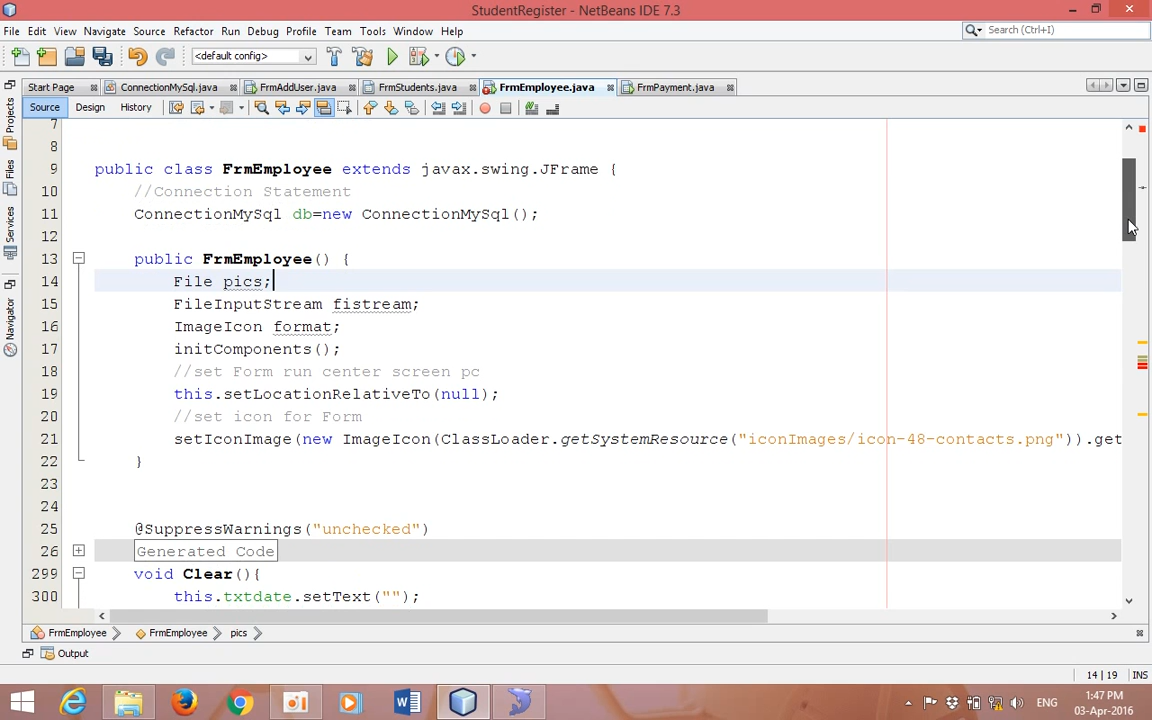 StudentRegister - NetBeans IDE 7.3
File Edit View Navigate Source Refactor Run Debug Profile Team Tools Window Help
Search (Ctrl+I)
<default config>
Start Page ConnectionMySql.java FrmAddUser.java FrmStudents.java FrmEmployee.java FrmPayment.java
Source Design History
Projects
Files
Services
Navigator
7
8
9 public class FrmEmployee extends javax.swing.JFrame {
10 //Connection Statement
11 ConnectionMySql db=new ConnectionMySql();
12
13 public FrmEmployee() {
14 File pics;
15 FileInputStream fistream;
16 ImageIcon format;
17 initComponents();
18 //set Form run center screen pc
19 this.setLocationRelativeTo(null);
20 //set icon for Form
21 setIconImage(new ImageIcon(ClassLoader.getSystemResource("iconImages/icon-48-contacts.png")).get
22 }
23
24
25 @SuppressWarnings("unchecked")
26 Generated Code
299 void Clear(){
300 this.txtdate.setText("");
FrmEmployee FrmEmployee pics
Output
14 | 19 INS
ENG
1:47 PM
03-Apr-2016